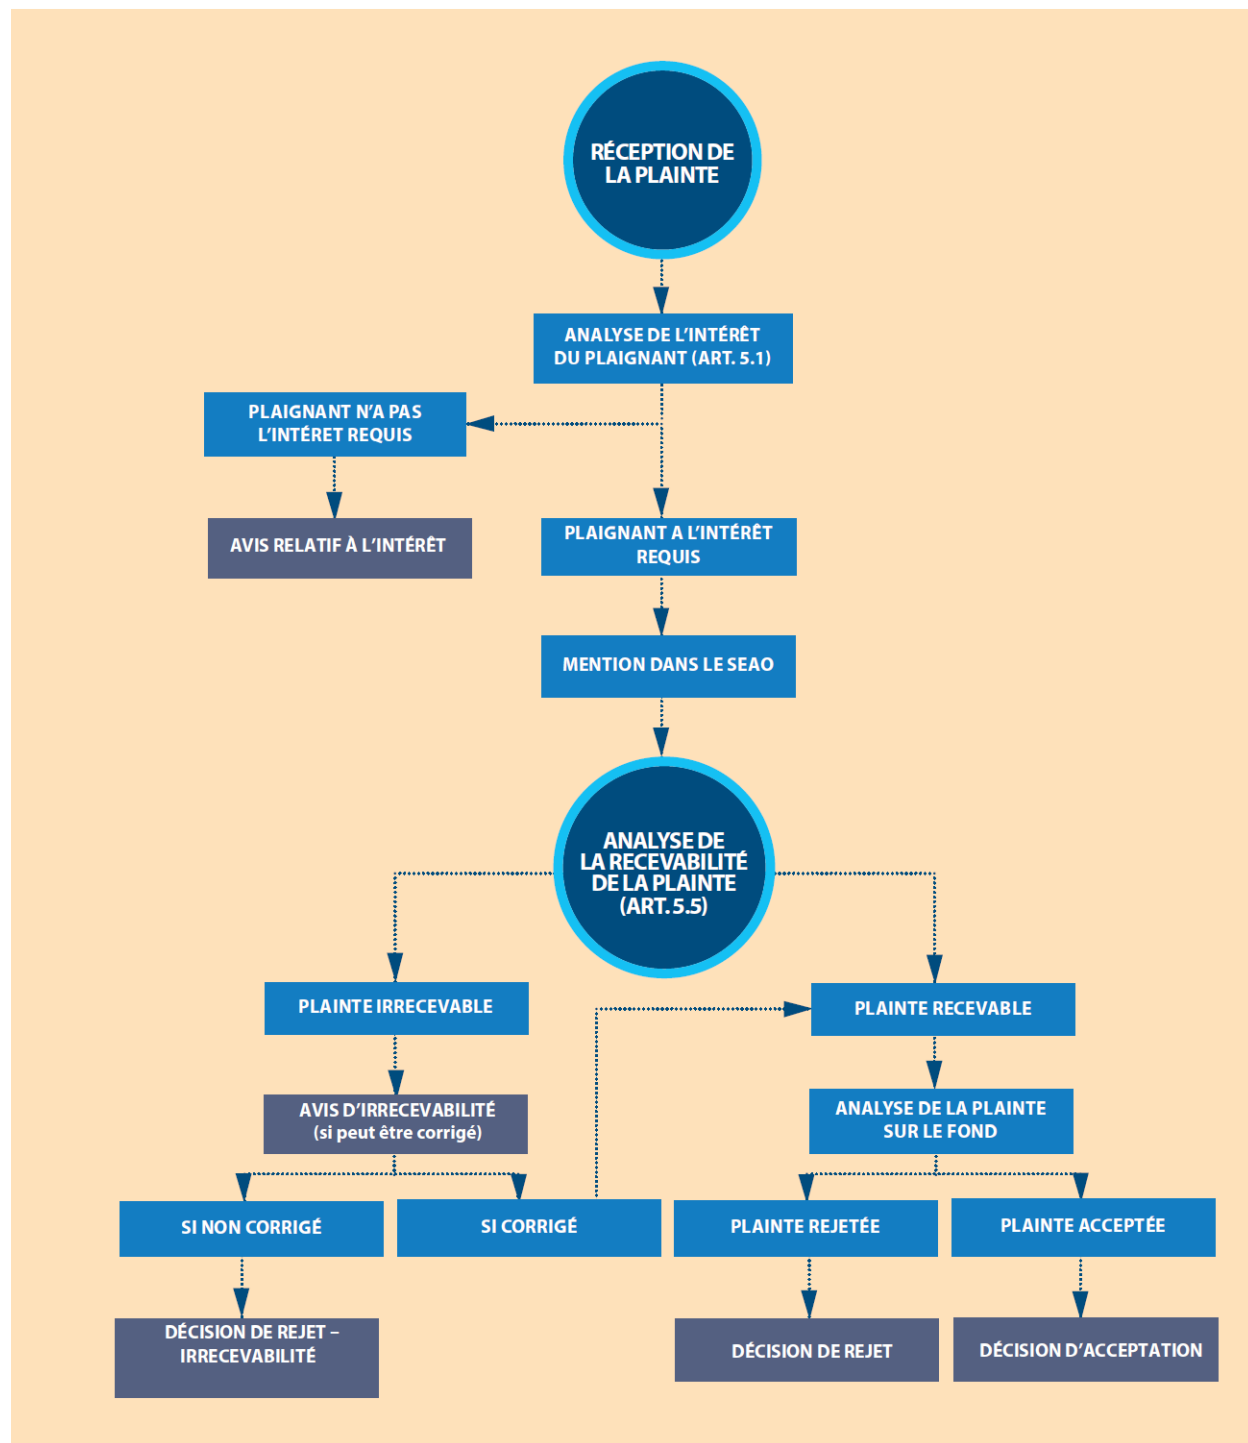 RÉCEPTION DE
LA PLAINTE
ANALYSE DE L'INTÉRÊT
DU PLAIGNANT (ART. 5.1)
PLAIGNANT N'A PAS
L'INTÉRET REQUIS
AVIS RELATIF À L'INTÉRÊT
PLAIGNANT A L'INTÉRÊT
REQUIS
MENTION DANS LE SEAO
ANALYSE DE
LA RECEVABILITÉ
DE LA PLAINTE
(ART. 5.5)
PLAINTE IRRECEVABLE
PLAINTE RECEVABLE
AVIS D'IRRECEVABILITÉ
(si peut être corrigé)
ANALYSE DE LA PLAINTE
SUR LE FOND
SI NON CORRIGÉ
SI CORRIGÉ
PLAINTE REJETÉE
PLAINTE ACCEPTÉE
DÉCISION DE REJET –
IRRECEVABILITÉ
DÉCISION DE REJET
DÉCISION D'ACCEPTATION